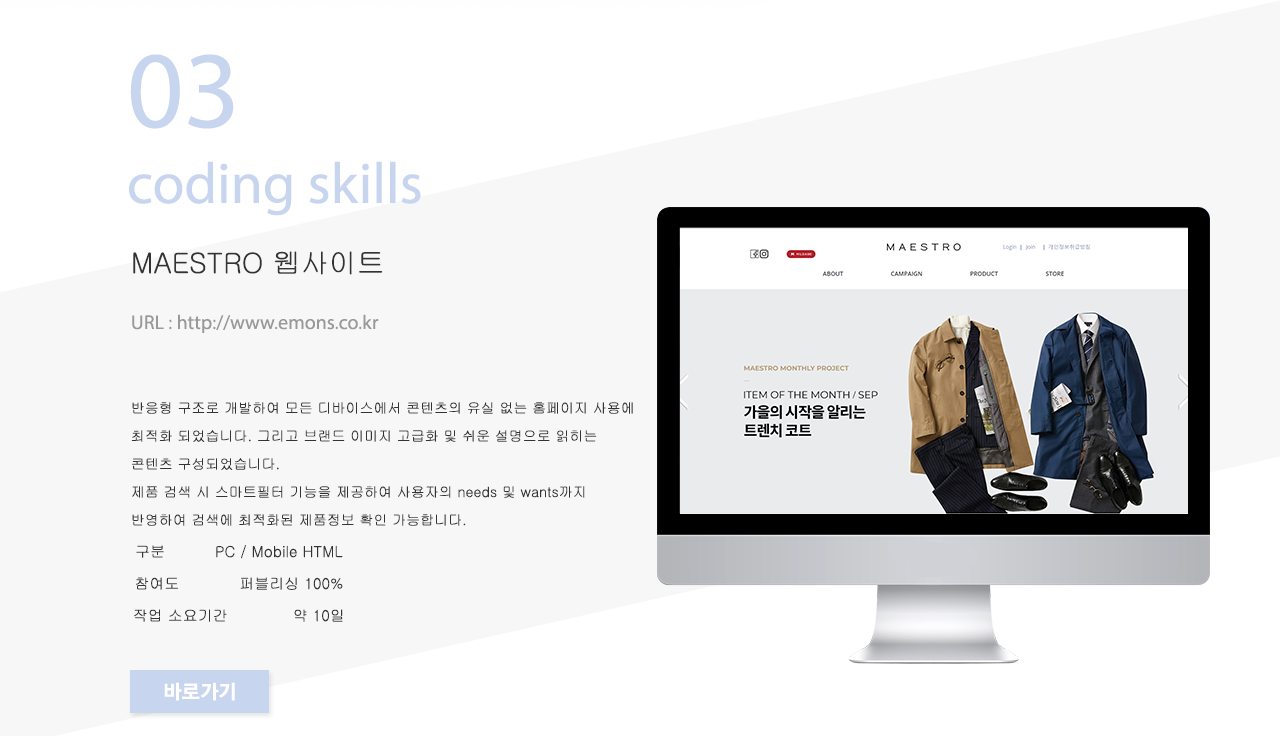 03
coding skills
MAESTRO 웹사이트
URL : http://www.emons.co.kr
반응형 구조로 개발하여 모든 디바이스에서 콘텐츠의 유실 없는 홈페이지 사용에
최적화 되었습니다. 그리고 브랜드 이미지 고급화 및 쉬운 설명으로 읽히는
콘텐츠 구성되었습니다.
제품 검색 시 스마트필터 기능을 제공하여 사용자의 needs 및 wants까지
반영하여 검색에 최적화된 제품정보 확인 가능합니다.
구분 PC / Mobile HTML
참여도 퍼블리싱 100%
작업 소요기간 약 10일
바로가기
MAESTRO
Login | Join | 개인정보취급방침
MILEAGE
ABOUT CAMPAIGN PRODUCT STORE
MAESTRO MONTHLY PROJECT
ITEM OF THE MONTH / SEP
가을의 시작을 알리는
트렌치 코트